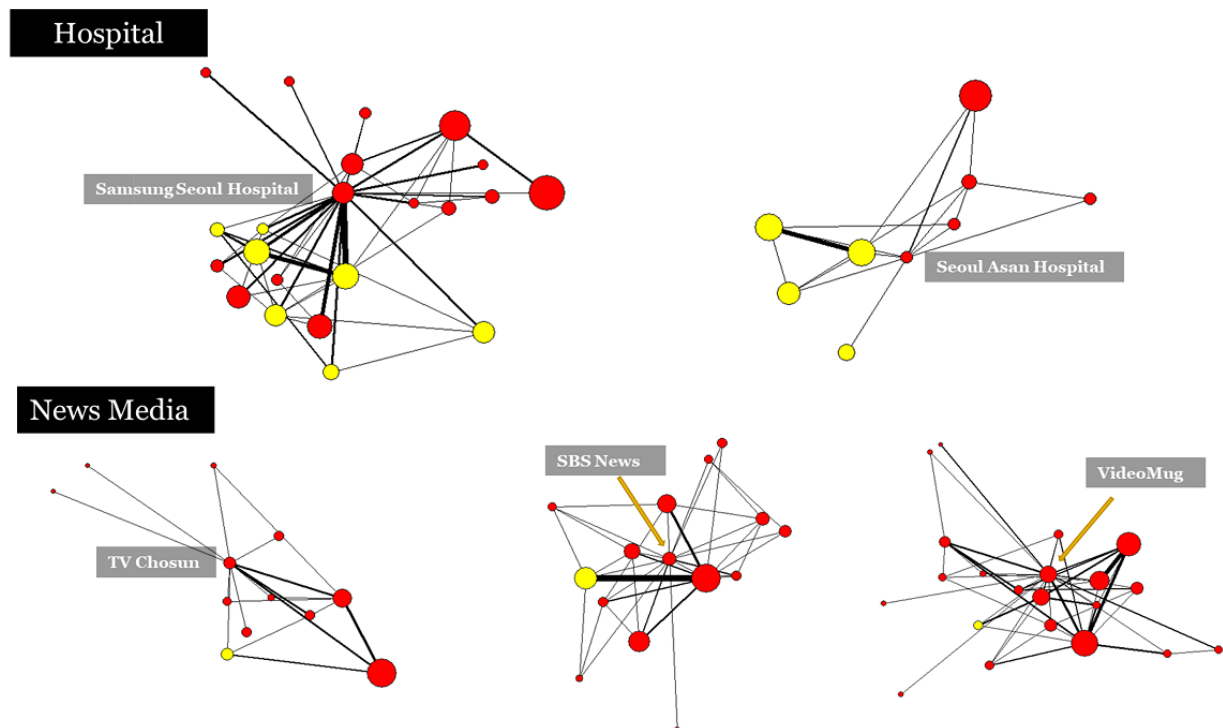 Hospital
Samsung Seoul Hospital
Seoul Asan Hospital
News Media
SBS News
VideoMug
TV Chosun